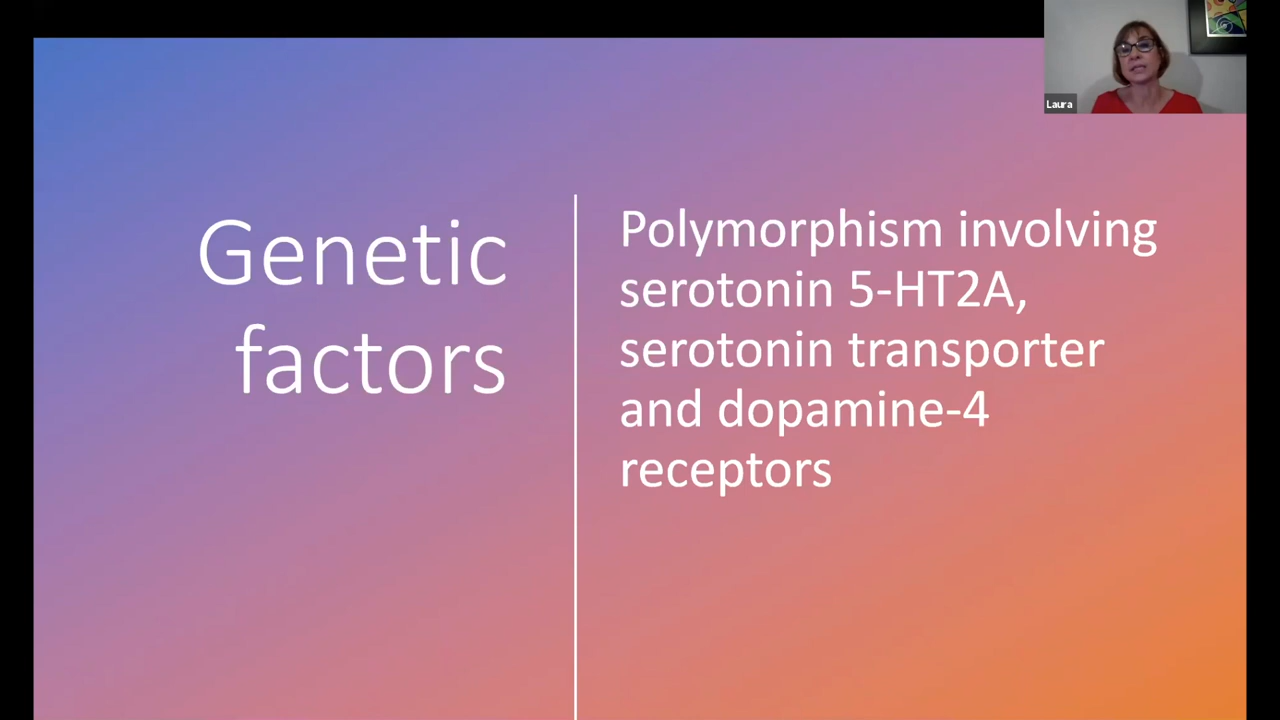 Laura
Genetic
factors
Polymorphism involving
serotonin 5-HT2A,
serotonin transporter
and dopamine-4
receptors